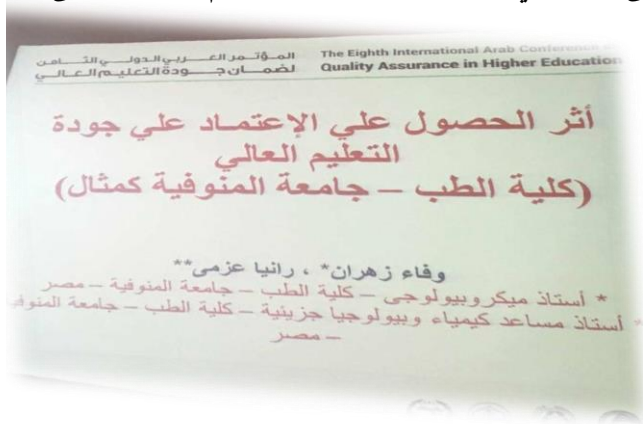 المؤتمر العربي الدولي الثامن
لضمان جودة التعليم العالي
The Eighth International Arab Conference
Quality Assurance in Higher Education
أثر الحصول علي الإعتماد علي جودة
التعليم العالي
(كلية الطب – جامعة المنوفية كمثال)
وفاء زهران* ، رانيا عزمى**
* أستاذ ميكروبيولوجى – كلية الطب – جامعة المنوفية – مصر
* أستاذ مساعد كيمياء وبيولوجيا جزيئية – كلية الطب – جامعة
– مصر